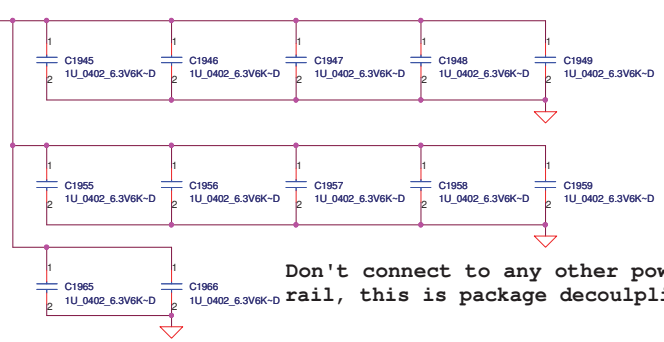 1 1 1 1 1
C1945 C1946 C1947 C1948 C1949
1U_0402_6.3V6K~D 1U_0402_6.3V6K~D 1U_0402_6.3V6K~D 1U_0402_6.3V6K~D 1U_0402_6.3V6K~D
2 2 2 2 2
1 1 1 1 1
C1955 C1956 C1957 C1958 C1959
1U_0402_6.3V6K~D 1U_0402_6.3V6K~D 1U_0402_6.3V6K~D 1U_0402_6.3V6K~D 1U_0402_6.3V6K~D
2 2 2 2 2
1 1
C1965 C1966
1U_0402_6.3V6K~D 1U_0402_6.3V6K~D
2 2
Don't connect to any other pow
rail, this is package decoulpli